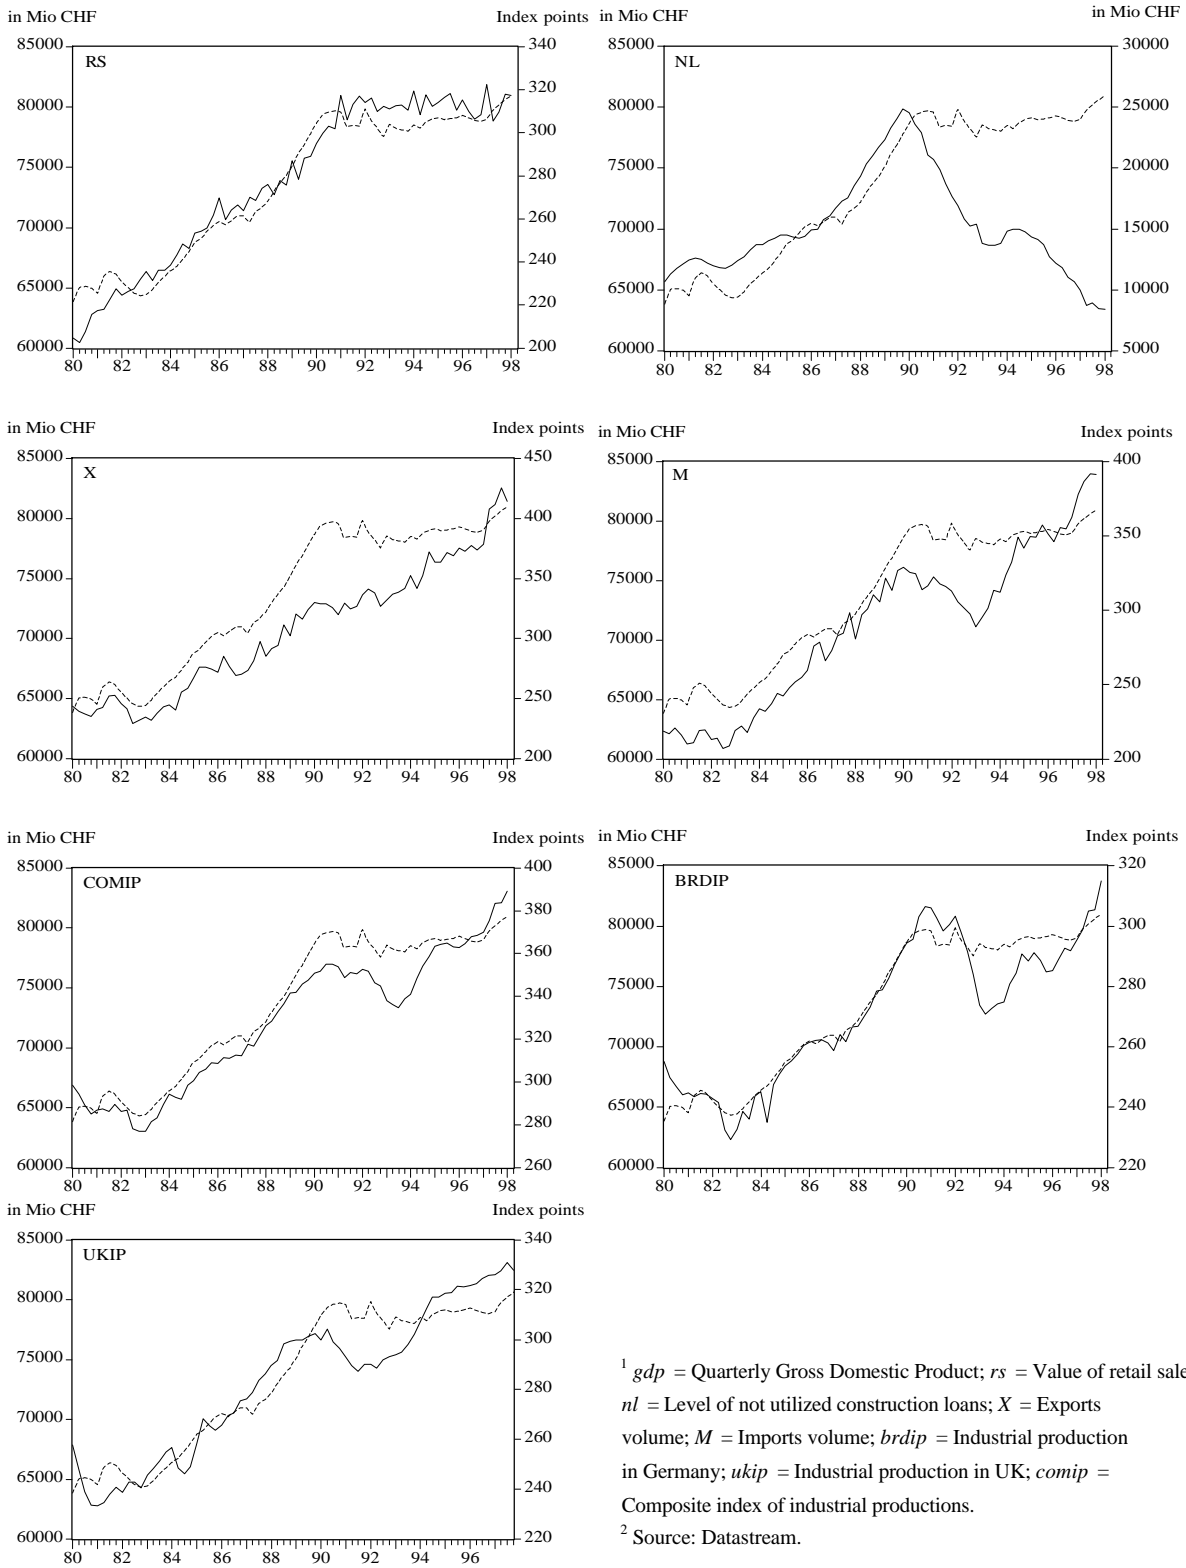 in Mio CHF Index points
85000 340
RS
320
80000
300
75000 280
260
70000
240
65000
220
60000 200
80 82 84 86 88 90 92 94 96 98
in Mio CHF in Mio CHF
85000 30000
NL
80000 25000
75000 20000
70000 15000
65000 10000
60000 5000
80 82 84 86 88 90 92 94 96 98
in Mio CHF Index points
85000 450
X
80000 400
75000 350
70000 300
65000 250
60000 200
80 82 84 86 88 90 92 94 96 98
in Mio CHF Index points
85000 400
M
80000 350
75000
300
70000
65000 250
60000 200
80 82 84 86 88 90 92 94 96 98
in Mio CHF Index points
85000 400
COMIP
380
80000
360
75000 340
320
70000
300
65000
280
60000 260
80 82 84 86 88 90 92 94 96 98
in Mio CHF Index points
85000 320
BRDIP
80000 300
75000 280
70000 260
65000 240
60000 220
80 82 84 86 88 90 92 94 96 98
in Mio CHF Index points
85000 340
UKIP
320
80000
300
75000
280
70000
260
65000
240
60000 220
80 82 84 86 88 90 92 94 96 98
1 gdp = Quarterly Gross Domestic Product; rs = Value of retail sale
nl = Level of not utilized construction loans; X = Exports
volume; M = Imports volume; brdip = Industrial production
in Germany; ukip = Industrial production in UK; comip =
Composite index of industrial productions.
2 Source: Datastream.